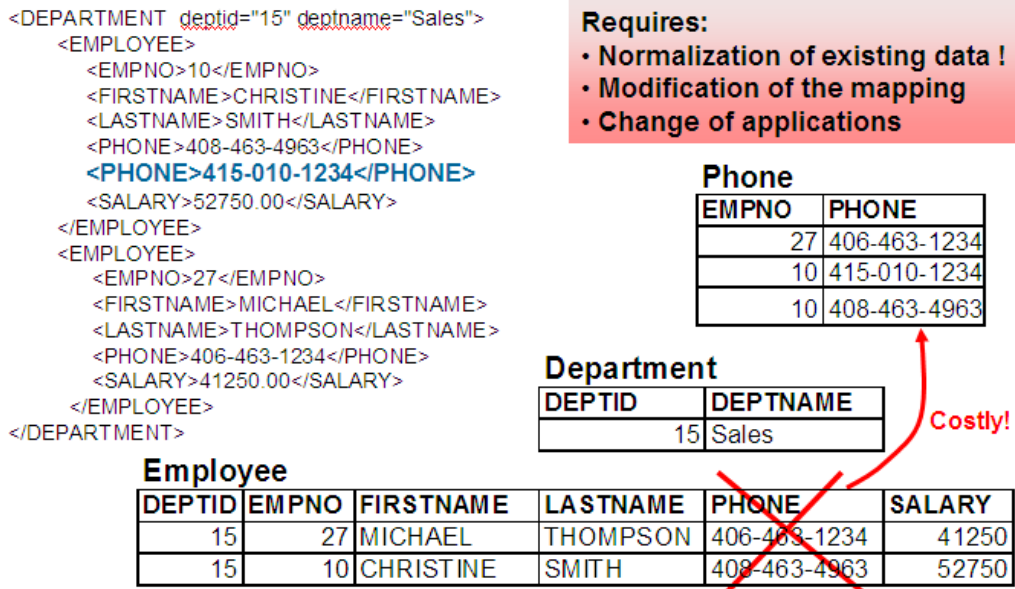 <DEPARTMENT deptid="15" deptname="Sales">
<EMPLOYEE>
<EMPNO>10</EMPNO>
<FIRSTNAME>CHRISTINE</FIRSTNAME>
<LASTNAME>SMITH</LASTNAME>
<PHONE>408-463-4963</PHONE>
<PHONE>415-010-1234</PHONE>
<SALARY>52750.00</SALARY>
</EMPLOYEE>
<EMPLOYEE>
<EMPNO>27</EMPNO>
<FIRSTNAME>MICHAEL</FIRSTNAME>
<LASTNAME>THOMPSON</LASTNAME>
<PHONE>406-463-1234</PHONE>
<SALARY>41250.00</SALARY>
</EMPLOYEE>
</DEPARTMENT>
Requires:
• Normalization of existing data !
• Modification of the mapping
• Change of applications
Phone
EMPNO PHONE
27 406-463-1234
10 415-010-1234
10 408-463-4963
Department
DEPTID DEPTNAME
15 Sales
Costly!
Employee
DEPTID EMPNO FIRSTNAME LASTNAME PHONE SALARY
15 27 MICHAEL THOMPSON 406-463-1234 41250
15 10 CHRISTINE SMITH 408-463-4963 52750